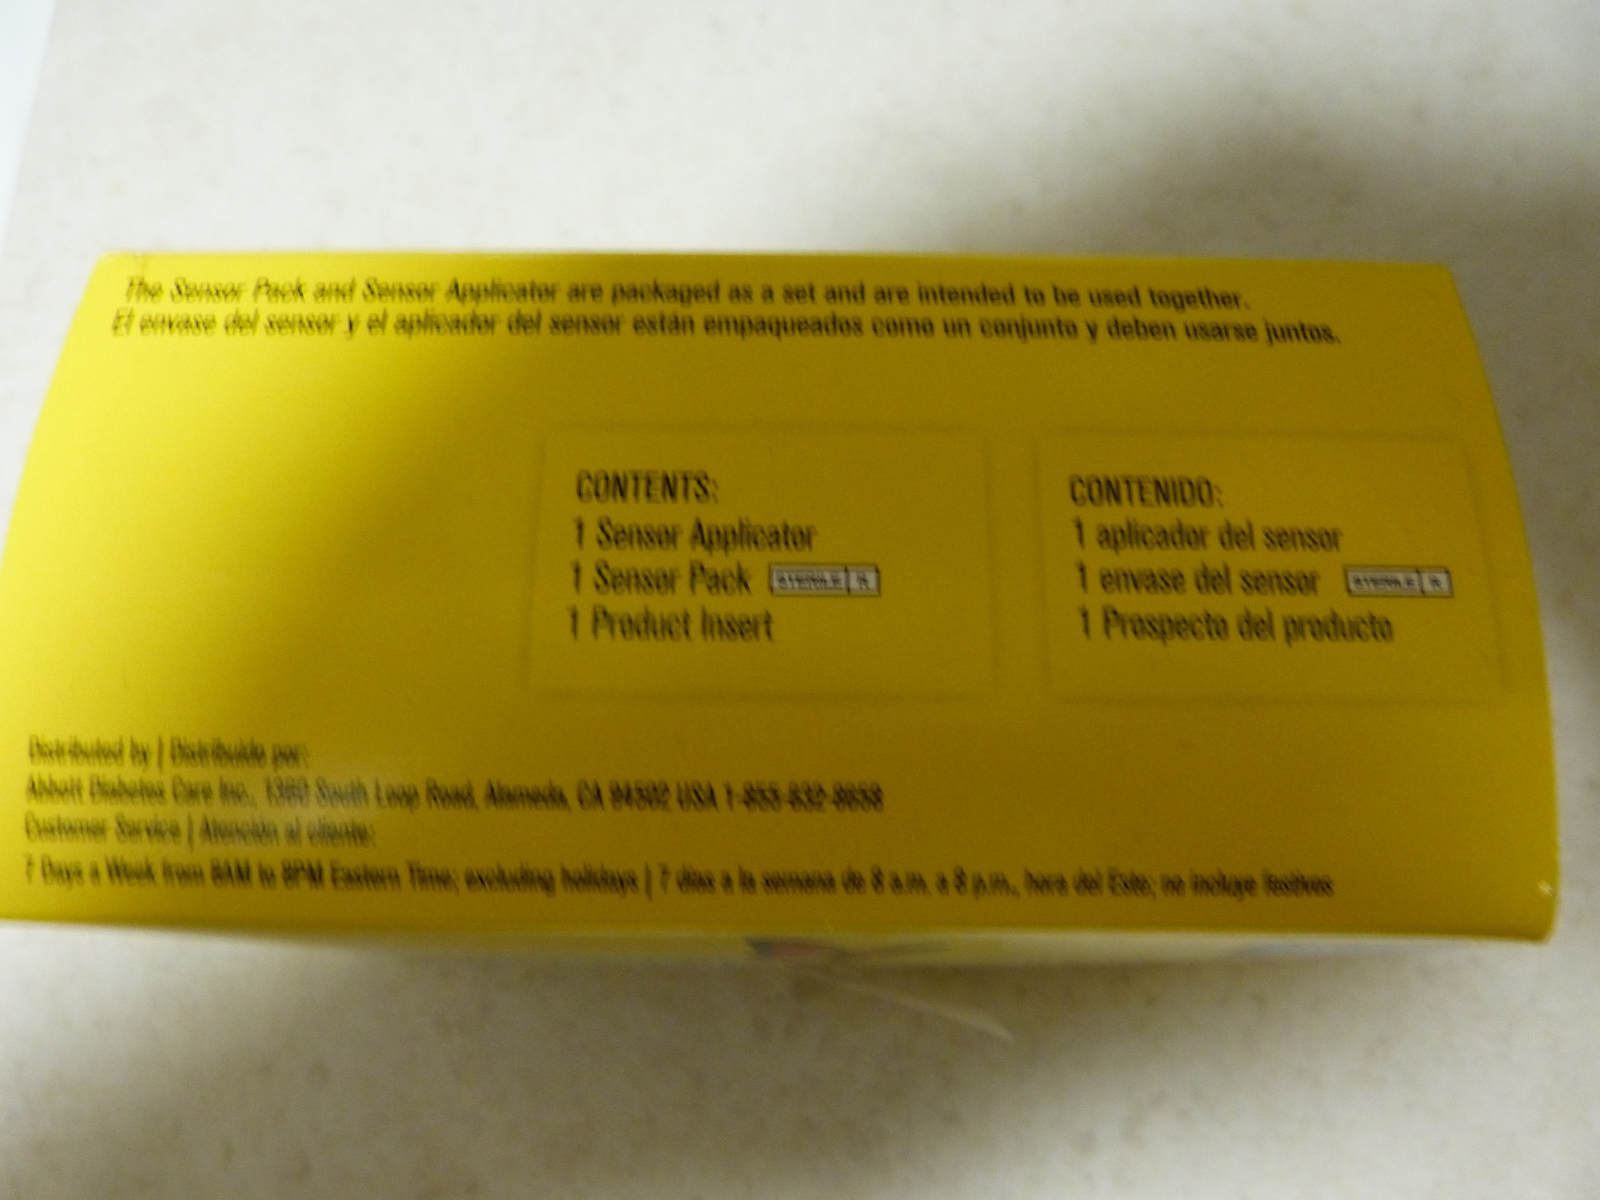 The Sensor Pack and Sensor Applicator are packaged as a set and are intended to be used together.
El envase del sensor y el aplicador del sensor están empaqueados como un conjunto y deben usarse juntos.
CONTENTS:
1 Sensor Applicator
1 Sensor Pack STERILE R
1 Product Insert
CONTENIDO:
1 aplicador del sensor
1 envase del sensor STERILE R
1 Prospecto del producto
Distributed by | Distribuido por:
Abbott Diabetes Care Inc., 1360 South Loop Road, Alameda, CA 94502 USA 1-855-632-8658
Customer Service | Atención al cliente:
7 Days a Week from 8AM to 8PM Eastern Time; excluding holidays | 7 días a la semana de 8 a.m. a 8 p.m., hora del Este; no incluye festivos